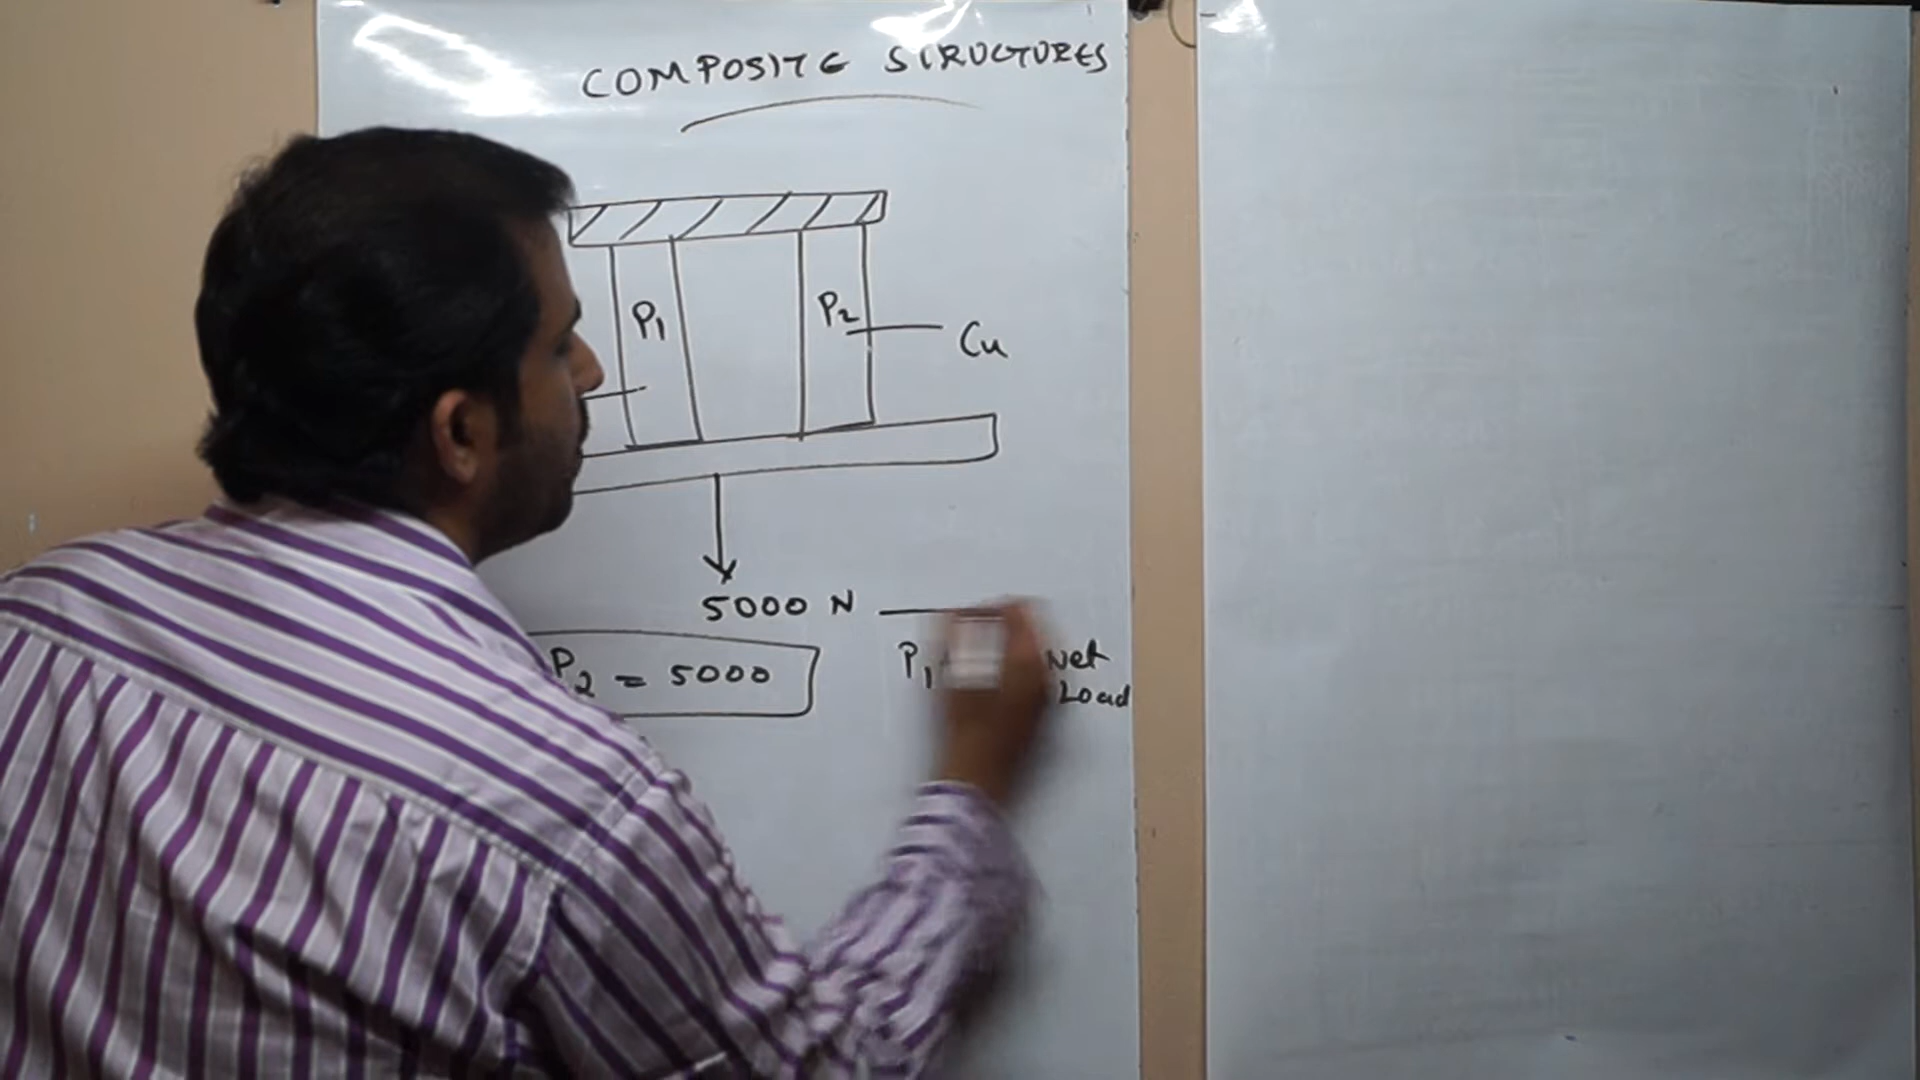 COMPOSITE STRUCTURES
P1
P2
Cu
5000 N
P2 = 5000
P1
Net
Load